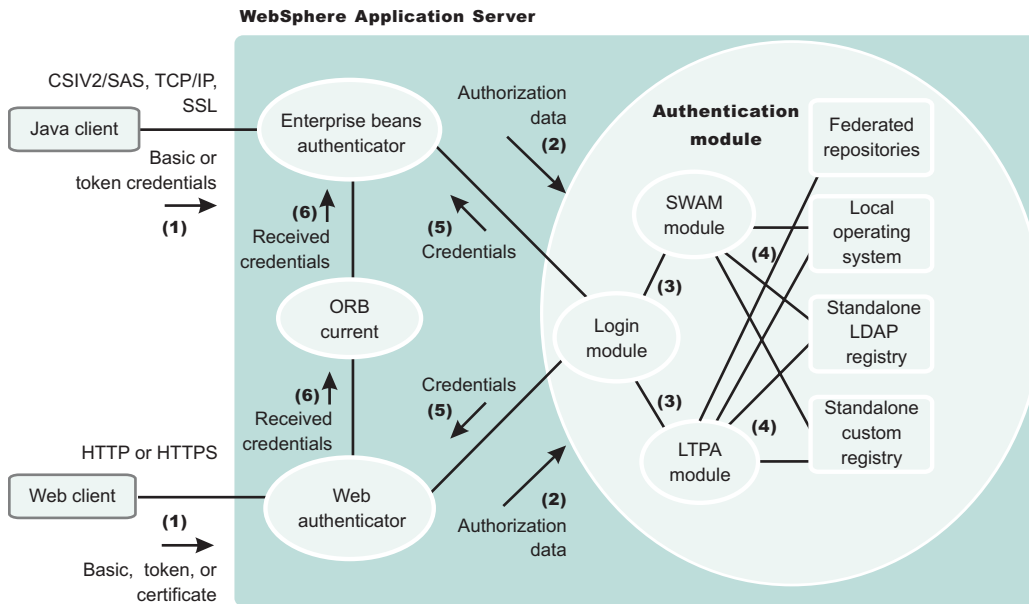 WebSphere Application Server
CSIV2/SAS, TCP/IP,
SSL
Java client
Basic or
token credentials
(1)
Enterprise beans
authenticator
Authorization
data
(2)
Authentication
module
Federated
repositories
SWAM
module
Local
operating
system
(4)
(6)
Received
credentials
(5)
Credentials
(3)
ORB
current
Login
module
Standalone
LDAP
registry
Credentials
(5)
(6)
Received
credentials
(3)
(4)
LTPA
module
Standalone
custom
registry
HTTP or HTTPS
Web client
(1)
Basic, token, or
certificate
Web
authenticator
(2)
Authorization
data